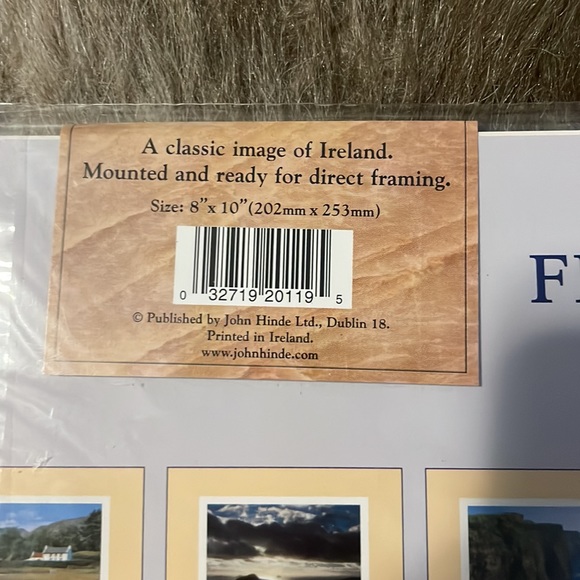 A classic image of Ireland.
Mounted and ready for direct framing.
Size: 8”x 10”(202mm x 253mm)
0 32719 20119 5
© Published by John Hinde Ltd., Dublin 18.
Printed in Ireland.
www.johnhinde.com